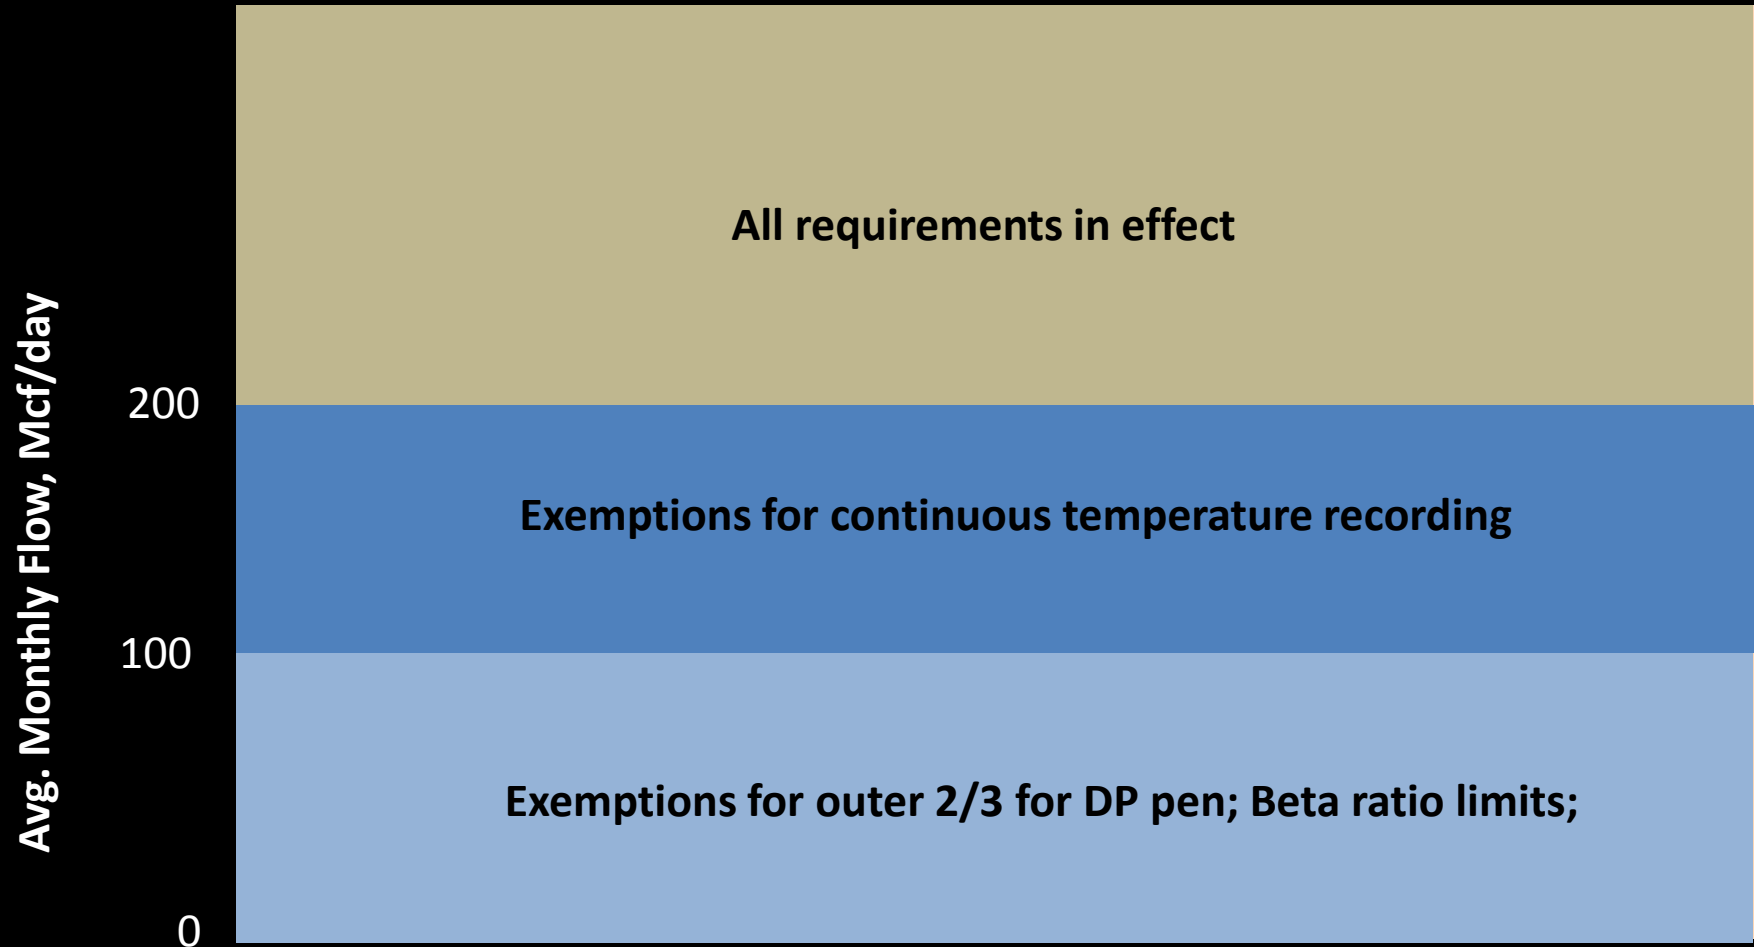 All requirements in effect
Avg. Monthly Flow, Mcf/day
200
Exemptions for continuous temperature recording
100
Exemptions for outer 2/3 for DP pen; Beta ratio limits;
0